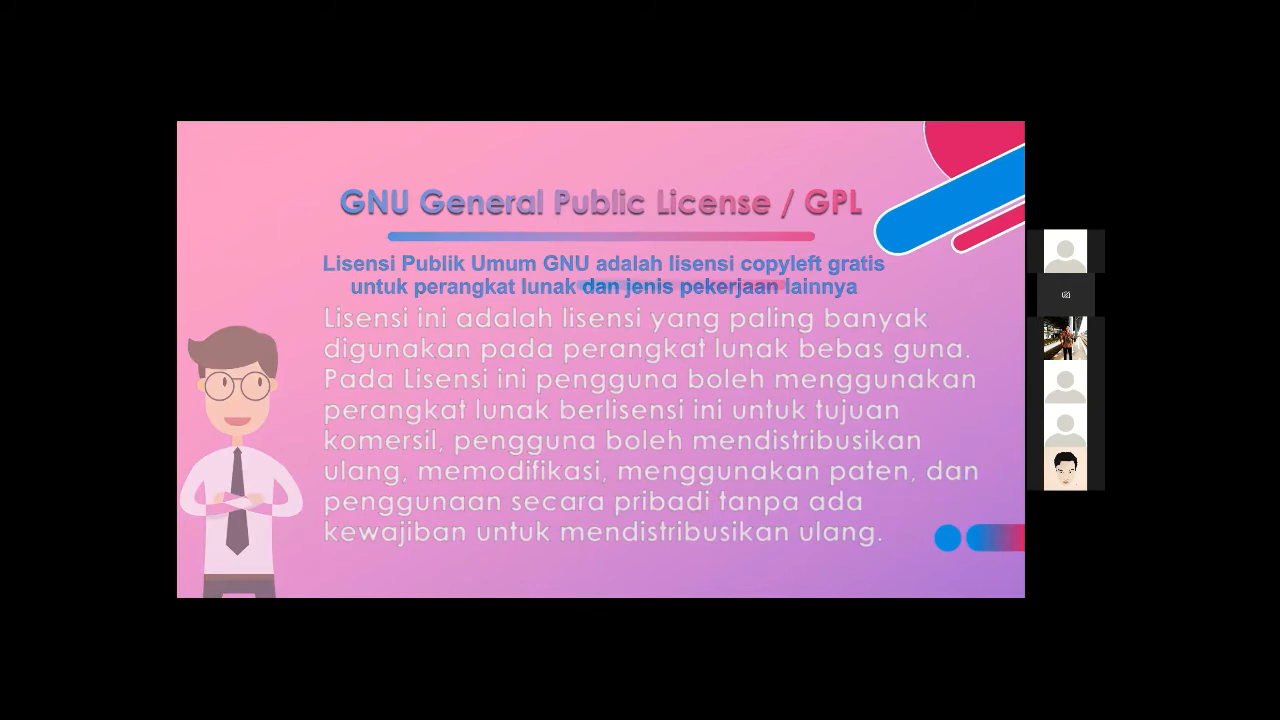 GNU General Public License / GPL
Lisensi Publik Umum GNU adalah lisensi copyleft gratis
untuk perangkat lunak dan jenis pekerjaan lainnya
Lisensi ini adalah lisensi yang paling banyak
digunakan pada perangkat lunak bebas guna.
Pada Lisensi ini pengguna boleh menggunakan
perangkat lunak berlisensi ini untuk tujuan
komersil, pengguna boleh mendistribusikan
ulang, memodifikasi, menggunakan paten, dan
penggunaan secara pribadi tanpa ada
kewajiban untuk mendistribusikan ulang.